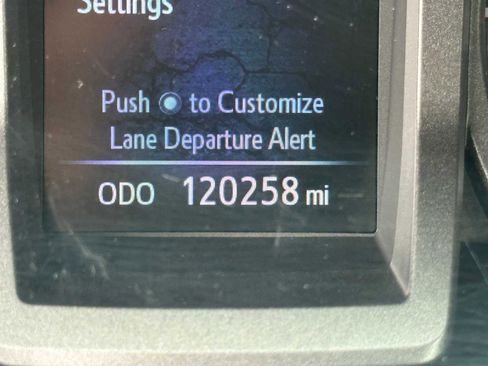 Settings
Push to Customize
Lane Departure Alert
ODO 120258 mi